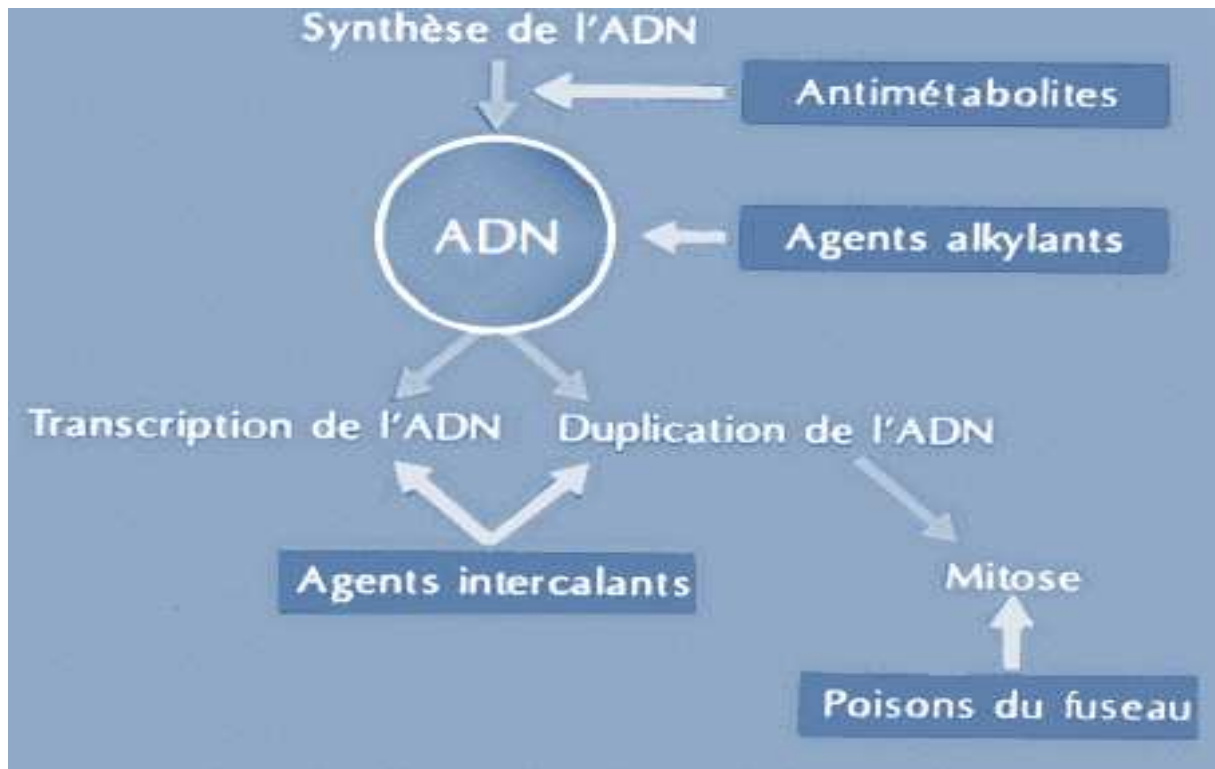 Synthèse de l'ADN
Antimétabolites
ADN
Agents alkylants
Transcription de l'ADN
Duplication de l'ADN
Agents intercalants
Mitose
Poisons du fuseau